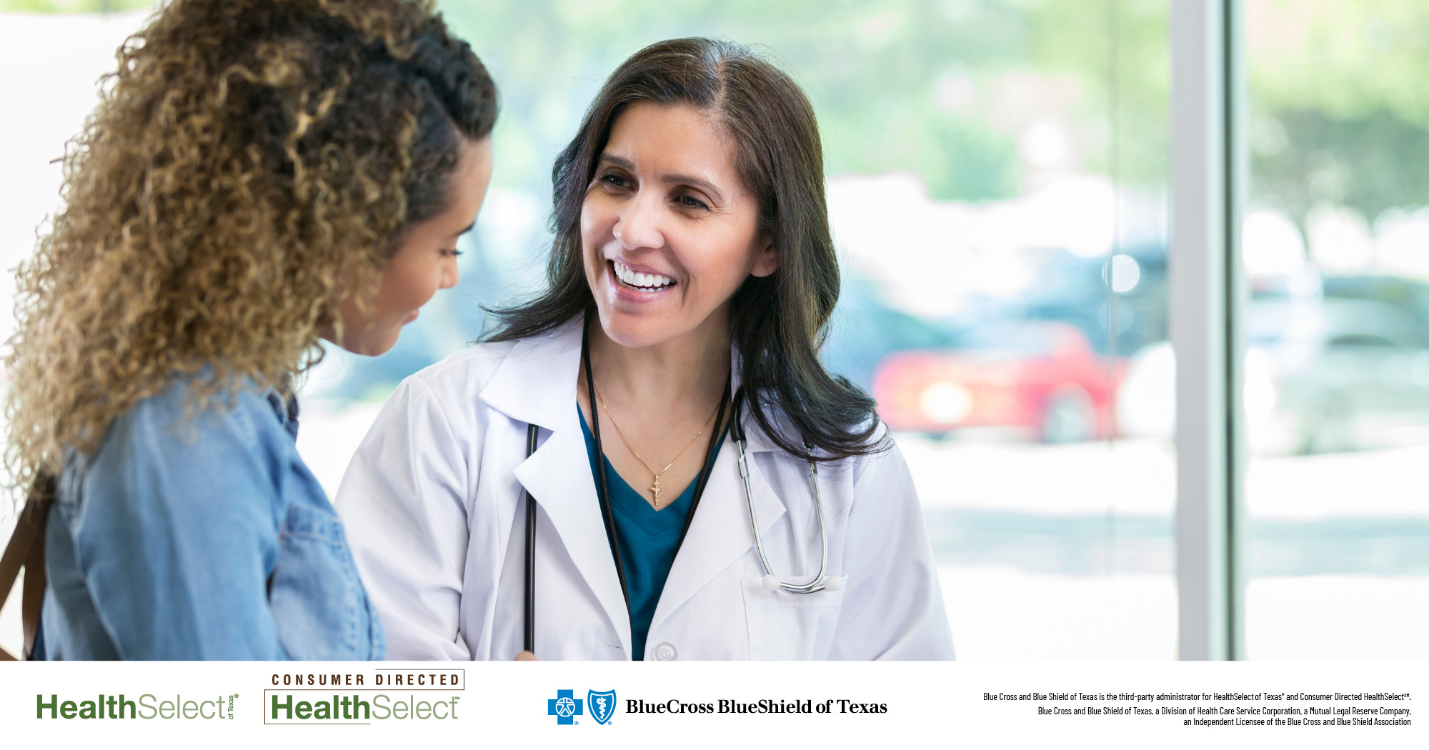 HealthSelect of Texas®
CONSUMER DIRECTED
HealthSelect℠
BlueCross BlueShield of Texas
Blue Cross and Blue Shield of Texas is the third-party administrator for HealthSelect of Texas® and Consumer Directed HealthSelect℠.
Blue Cross and Blue Shield of Texas, a Division of Health Care Service Corporation, a Mutual Legal Reserve Company,
an Independent Licensee of the Blue Cross and Blue Shield Association